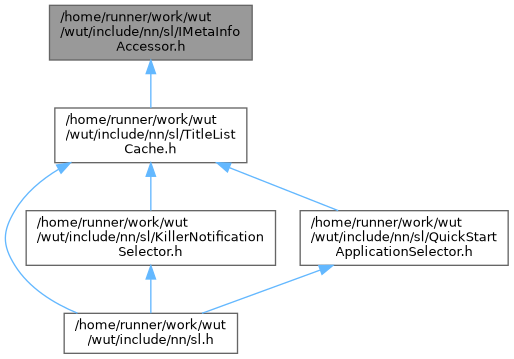 /home/runner/work/wut
/wut/include/nn/sl/IMetaInfo
Accessor.h
/home/runner/work/wut
/wut/include/nn/sl/TitleList
Cache.h
/home/runner/work/wut
/wut/include/nn/sl/KillerNotification
Selector.h
/home/runner/work/wut
/wut/include/nn/sl/QuickStart
ApplicationSelector.h
/home/runner/work/wut
/wut/include/nn/sl.h